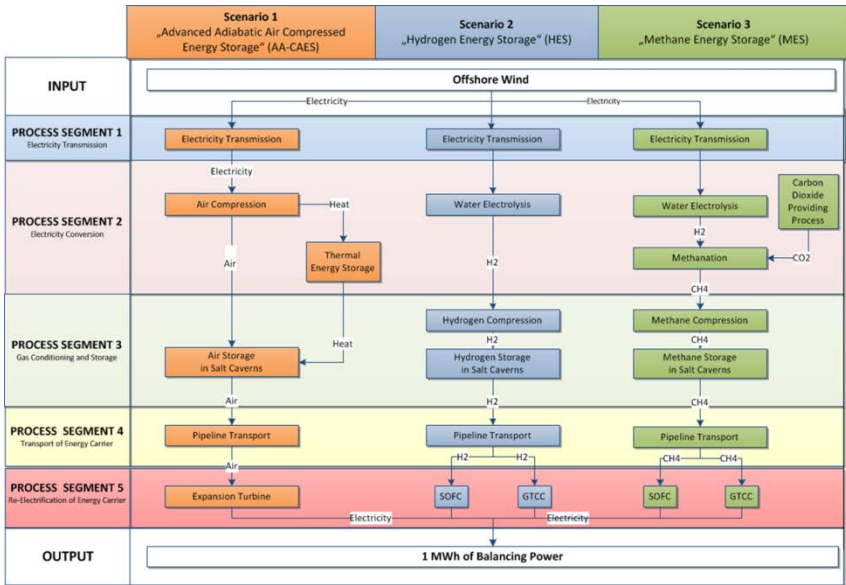 Scenario 1
„Advanced Adiabatic Air Compressed
Energy Storage“ (AA-CAES)
Scenario 2
„Hydrogen Energy Storage“ (HES)
Scenario 3
„Methane Energy Storage“ (MES)
INPUT
Offshore Wind
Electricity
Electricity
PROCESS SEGMENT 1
Electricity Transmission
Electricity Transmission
Electricity Transmission
Electricity Transmission
Electricity
PROCESS SEGMENT 2
Electricity Conversion
Air Compression
Heat
Thermal
Energy Storage
Air
Water Electrolysis
H2
Water Electrolysis
H2
Carbon
Dioxide
Providing
Process
CO2
Methanation
CH4
PROCESS SEGMENT 3
Gas Conditioning and Storage
Heat
Air Storage
in Salt Caverns
Air
Hydrogen Compression
H2
Hydrogen Storage
in Salt Caverns
H2
Methane Compression
CH4
Methane Storage
in Salt Caverns
CH4
PROCESS SEGMENT 4
Transport of Energy Carrier
Pipeline Transport
Air
Pipeline Transport
H2
H2
Pipeline Transport
CH4
CH4
PROCESS SEGMENT 5
Re-Electrification of Energy Carrier
Expansion Turbine
SOFC
GTCC
SOFC
GTCC
Electricity
Electricity
OUTPUT
1 MWh of Balancing Power